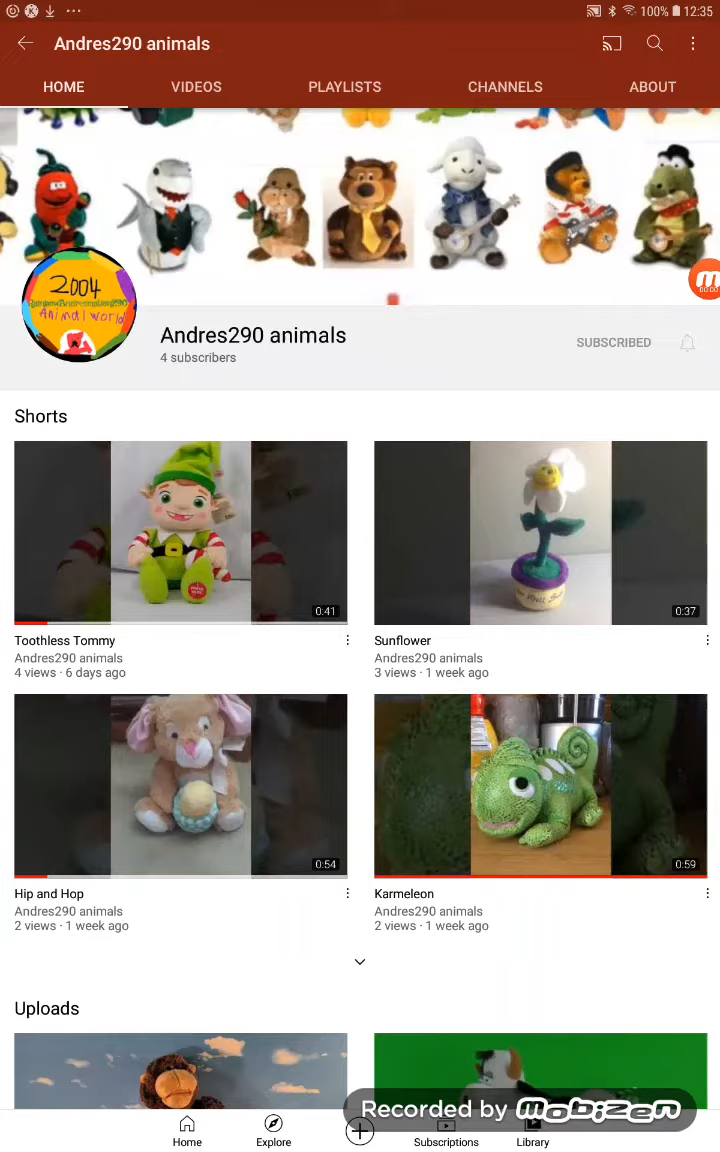 100% 12:35
Andres290 animals
HOME VIDEOS PLAYLISTS CHANNELS ABOUT
2004
Animal world
00:00
Andres290 animals
4 subscribers
SUBSCRIBED
Shorts
0:41
0:37
Toothless Tommy
Andres290 animals
4 views · 6 days ago
Sunflower
Andres290 animals
3 views · 1 week ago
0:54
0:59
Hip and Hop
Andres290 animals
2 views · 1 week ago
Karmeleon
Andres290 animals
2 views · 1 week ago
Uploads
Recorded by mobizen
Home Explore Subscriptions Library